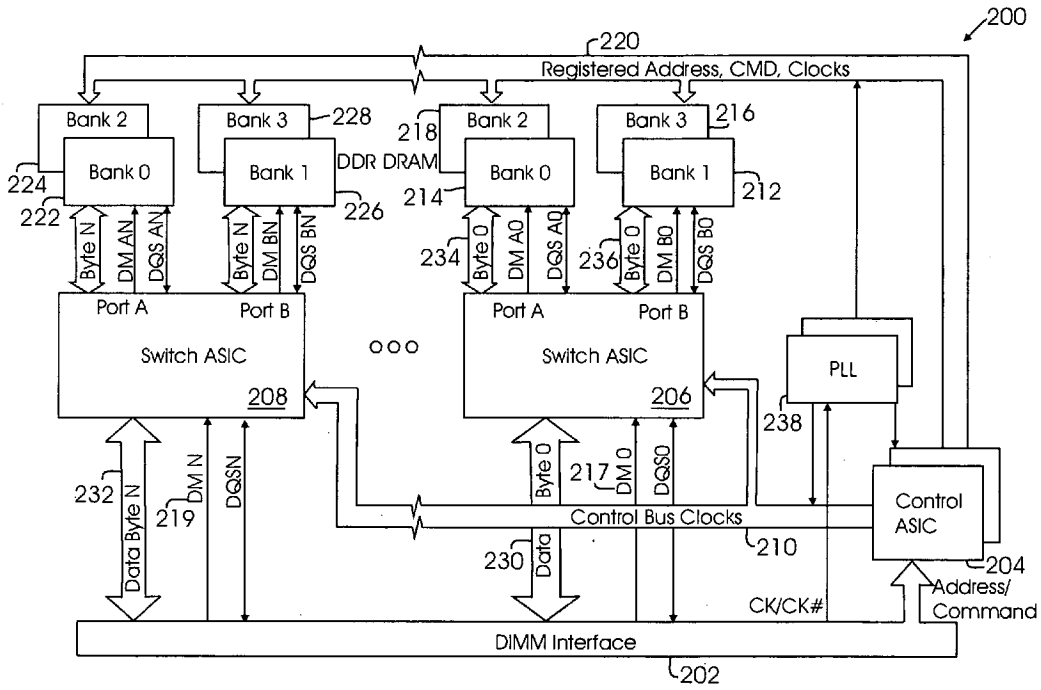 200
220
Registered Address, CMD, Clocks
Bank 2
Bank 3
228
218
Bank 2
Bank 3
216
Bank 0
Bank 1
DDR DRAM
Bank 0
Bank 1
224
222
226
214
212
Byte N
DM AN
DQS AN
Byte N
DM BN
DQS BN
234
Byte 0
DM A0
DQS A0
236
Byte 0
DM B0
DQS B0
Port A
Port B
Port A
Port B
Switch ASIC
Switch ASIC
PLL
208
206
238
232
Data Byte N
219
DM N
DQSN
230
Data Byte 0
217
DM 0
DQS0
Control Bus Clocks
210
Control
ASIC
204
CK/CK#
Address/
Command
DIMM Interface
202